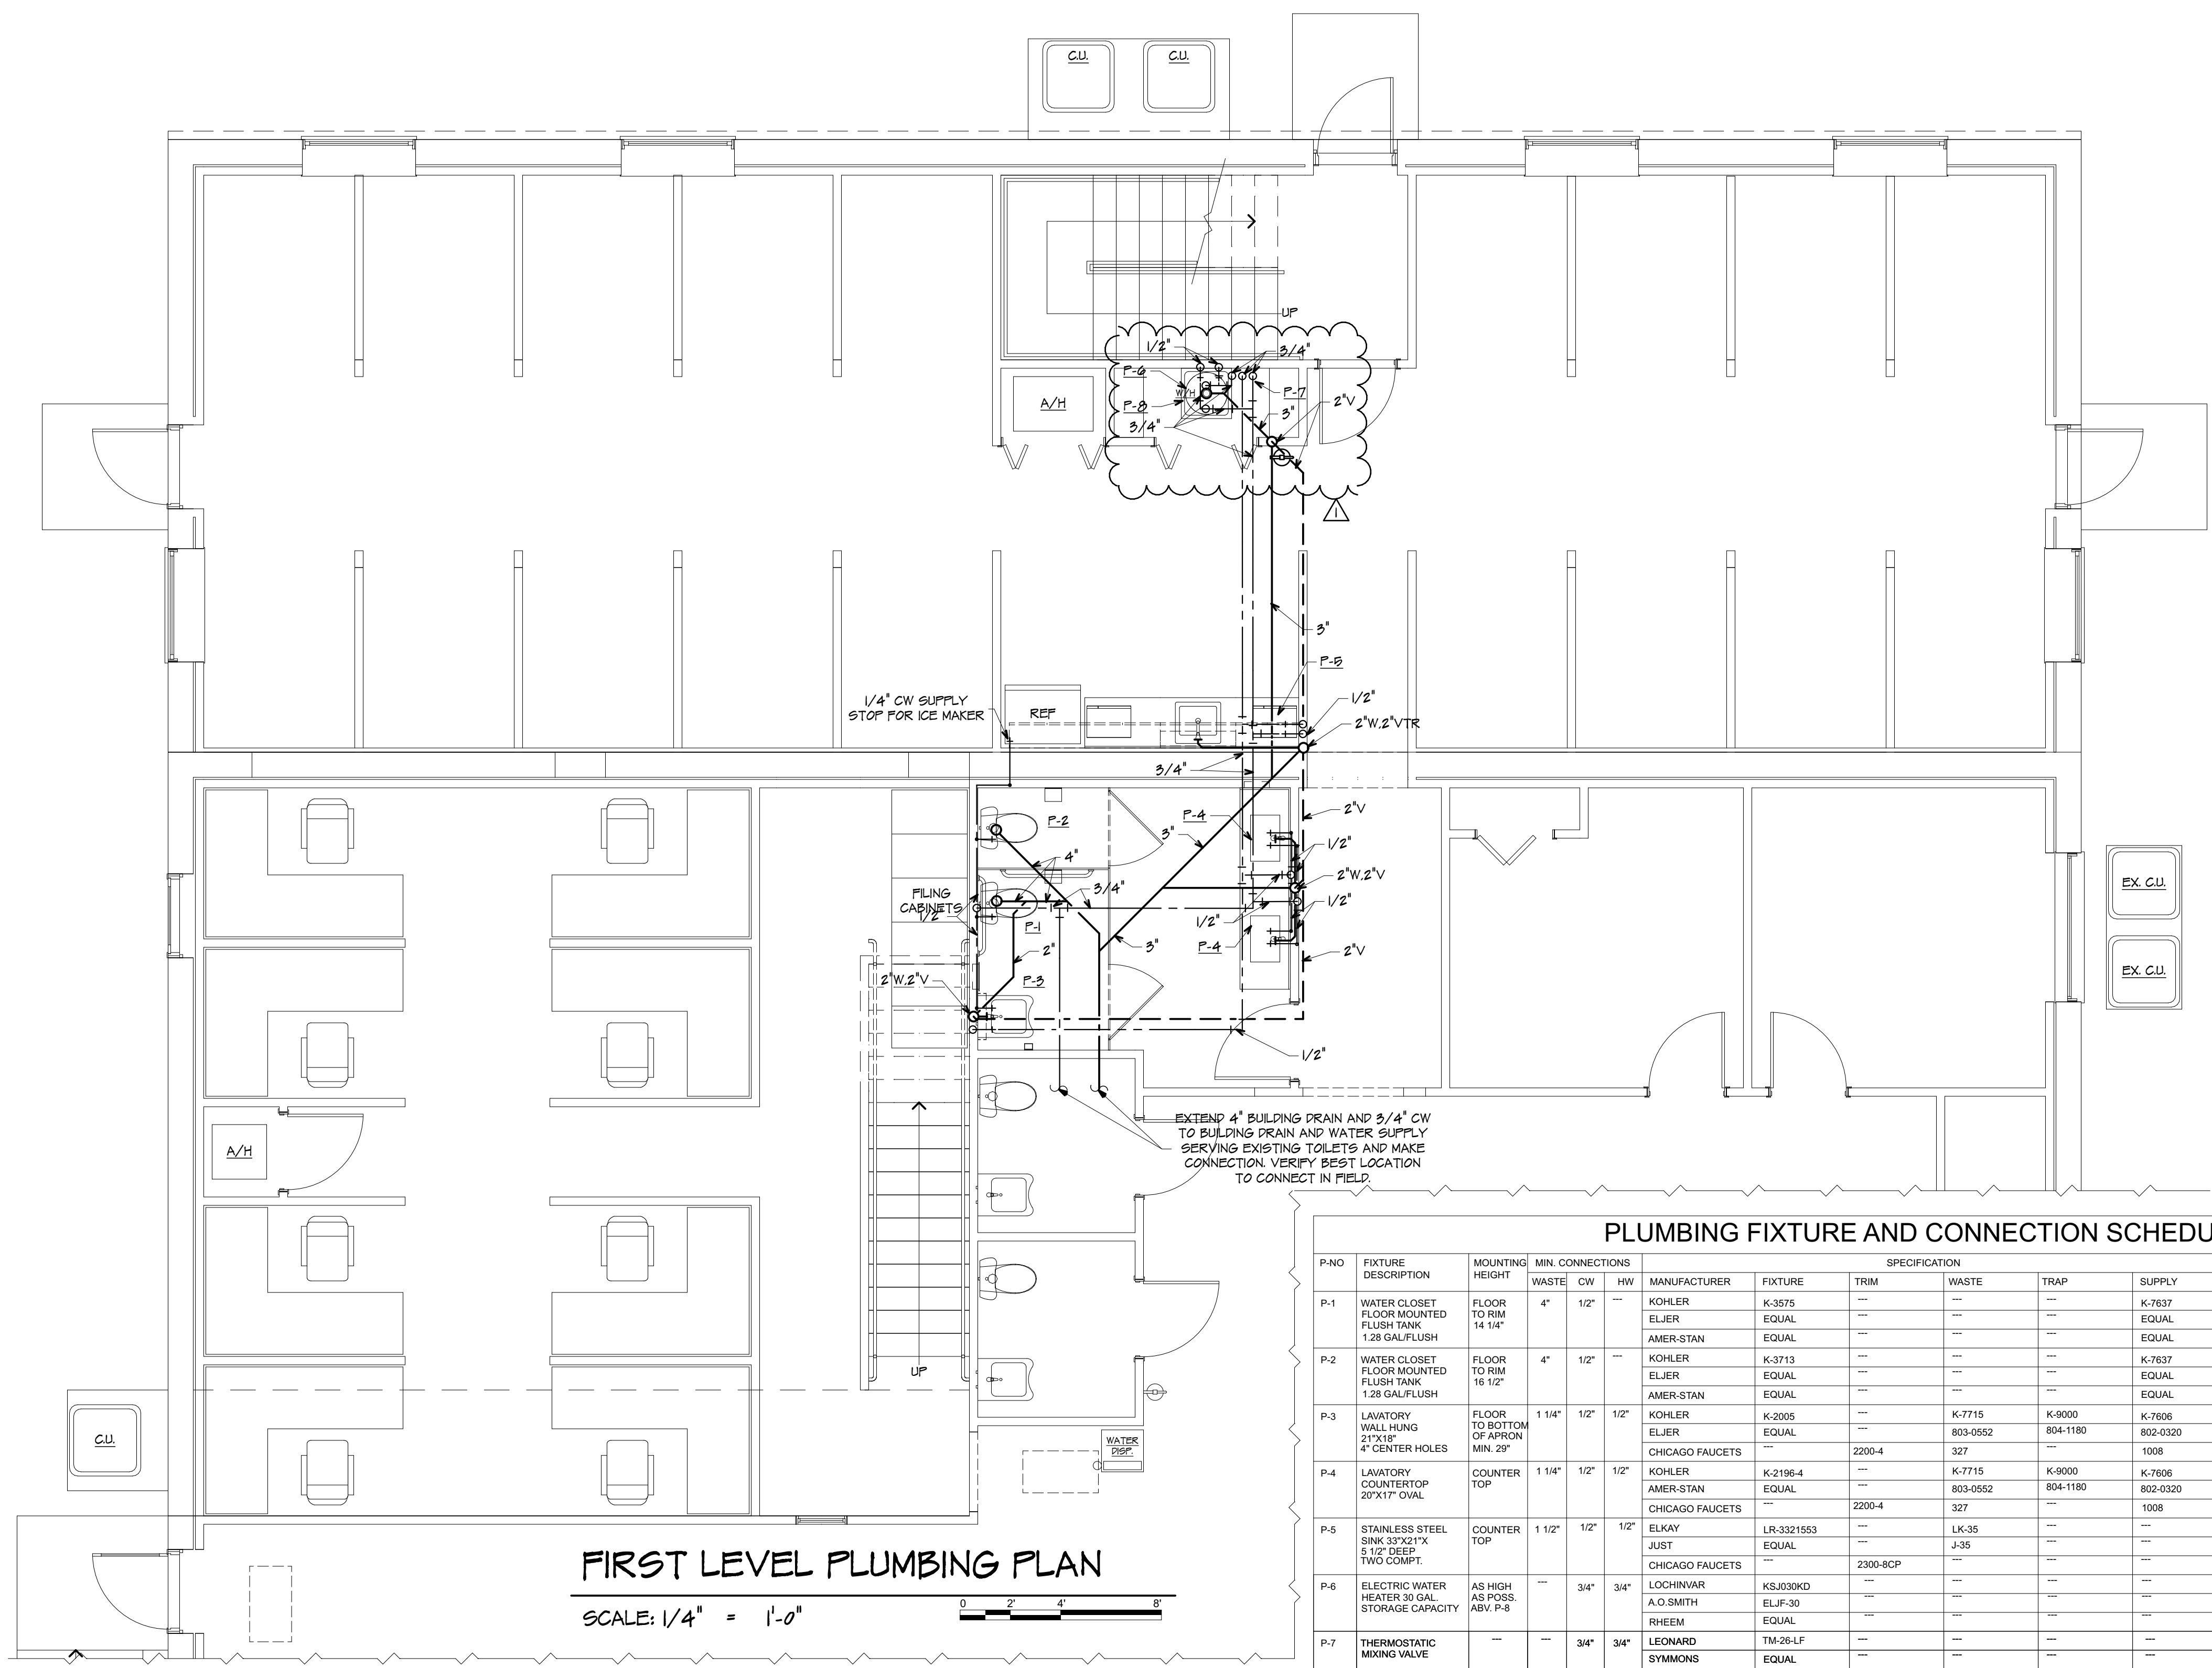 C.U.
C.U.
UP
1/2"
3/4"
P-6
W/H
P-7
A/H
P-8
2"V
3"
3/4"
1
3"
P-5
1/4" CW SUPPLY
STOP FOR ICE MAKER
REF
1/2"
2"W,2"VTR
3/4"
P-2
P-4
2"V
3"
1/2"
4"
EX. C.U.
FILING
CABINETS
3/4"
2"W,2"V
1/2"
1/2"
1/2"
P-1
2"
3"
P-4
2"V
EX. C.U.
2"W,2"V
P-3
1/2"
EXTEND 4" BUILDING DRAIN AND 3/4" CW
TO BUILDING DRAIN AND WATER SUPPLY
SERVING EXISTING TOILETS AND MAKE
CONNECTION. VERIFY BEST LOCATION
TO CONNECT IN FIELD.
A/H
UP
C.U.
WATER
DISP.
FIRST LEVEL PLUMBING PLAN
SCALE: 1/4" = 1'-0"
0 2' 4' 8'
PLUMBING FIXTURE AND CONNECTION SCHEDU
P-NO FIXTURE DESCRIPTION MOUNTING HEIGHT MIN. CONNECTIONS SPECIFICATION
WASTE CW HW MANUFACTURER FIXTURE TRIM WASTE TRAP SUPPLY
P-1 WATER CLOSET FLOOR 4" 1/2" --- KOHLER K-3575 --- --- --- K-7637
FLOOR MOUNTED TO RIM ELJER EQUAL --- --- --- EQUAL
FLUSH TANK 14 1/4"
1.28 GAL/FLUSH AMER-STAN EQUAL --- --- --- EQUAL
P-2 WATER CLOSET FLOOR 4" 1/2" --- KOHLER K-3713 --- --- --- K-7637
FLOOR MOUNTED TO RIM ELJER EQUAL --- --- --- EQUAL
FLUSH TANK 16 1/2"
1.28 GAL/FLUSH AMER-STAN EQUAL --- --- --- EQUAL
P-3 LAVATORY FLOOR 1 1/4" 1/2" 1/2" KOHLER K-2005 --- K-7715 K-9000 K-7606
WALL HUNG TO BOTTOM ELJER EQUAL --- 803-0552 804-1180 802-0320
21"X18" OF APRON
4" CENTER HOLES MIN. 29" CHICAGO FAUCETS --- 2200-4 327 --- 1008
P-4 LAVATORY COUNTER 1 1/4" 1/2" 1/2" KOHLER K-2196-4 --- K-7715 K-9000 K-7606
COUNTERTOP TOP AMER-STAN EQUAL --- 803-0552 804-1180 802-0320
20"X17" OVAL
CHICAGO FAUCETS --- 2200-4 327 --- 1008
P-5 STAINLESS STEEL COUNTER 1 1/2" 1/2" 1/2" ELKAY LR-3321553 --- LK-35 --- ---
SINK 33"X21"X TOP JUST EQUAL --- J-35 --- ---
5 1/2" DEEP
TWO COMPT. CHICAGO FAUCETS --- 2300-8CP --- --- ---
P-6 ELECTRIC WATER AS HIGH --- 3/4" 3/4" LOCHINVAR KSJ030KD --- --- --- ---
HEATER 30 GAL. AS POSS. A.O.SMITH ELJF-30 --- --- --- ---
STORAGE CAPACITY ABV. P-8 RHEEM EQUAL --- --- --- ---
P-7 THERMOSTATIC --- --- 3/4" 3/4" LEONARD TM-26-LF --- --- --- ---
MIXING VALVE SYMMONS EQUAL --- --- --- ---